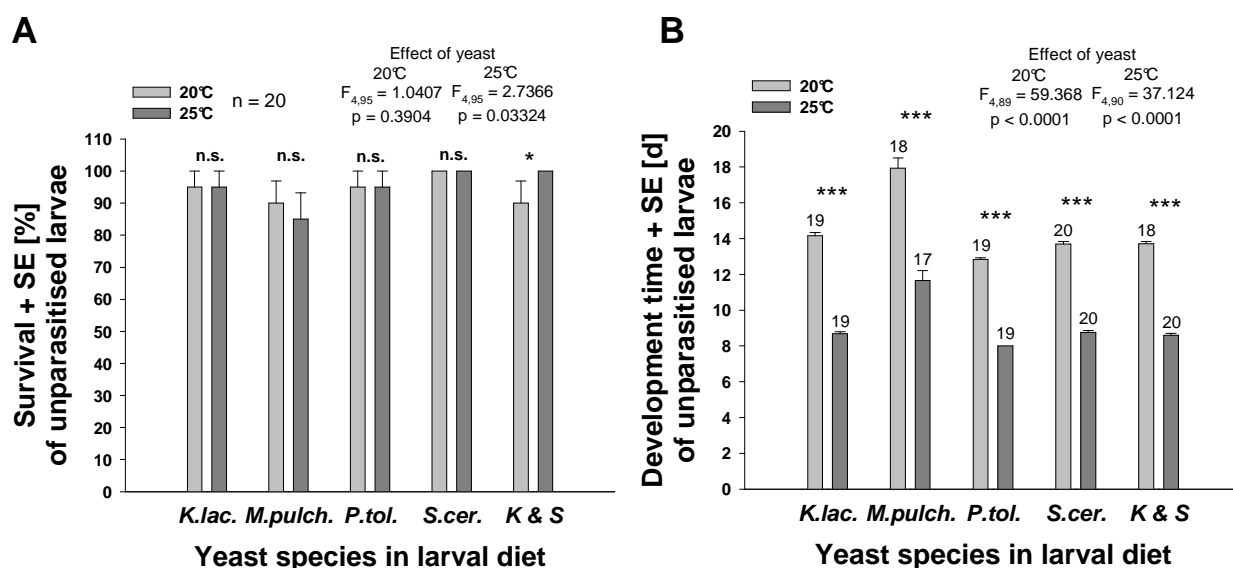 A
Effect of yeast
20°C 25°C
F4,95 = 1.0407 F4,95 = 2.7366
p = 0.3904 p = 0.03324
20°C
25°C
n = 20
Survival + SE [%]
of unparasitised larvae
110
100
90
80
70
60
50
40
30
20
10
0
n.s. n.s. n.s. n.s. *
K.lac. M.pulch. P.tol. S.cer. K & S
Yeast species in larval diet
B
Effect of yeast
20°C 25°C
F4,89 = 59.368 F4,90 = 37.124
p < 0.0001 p < 0.0001
20°C
25°C
Development time + SE [d]
of unparasitised larvae
20
18
16
14
12
10
8
6
4
2
0
*** *** *** *** ***
19 18 19 20 18
19 17 19 20 20
K.lac. M.pulch. P.tol. S.cer. K & S
Yeast species in larval diet